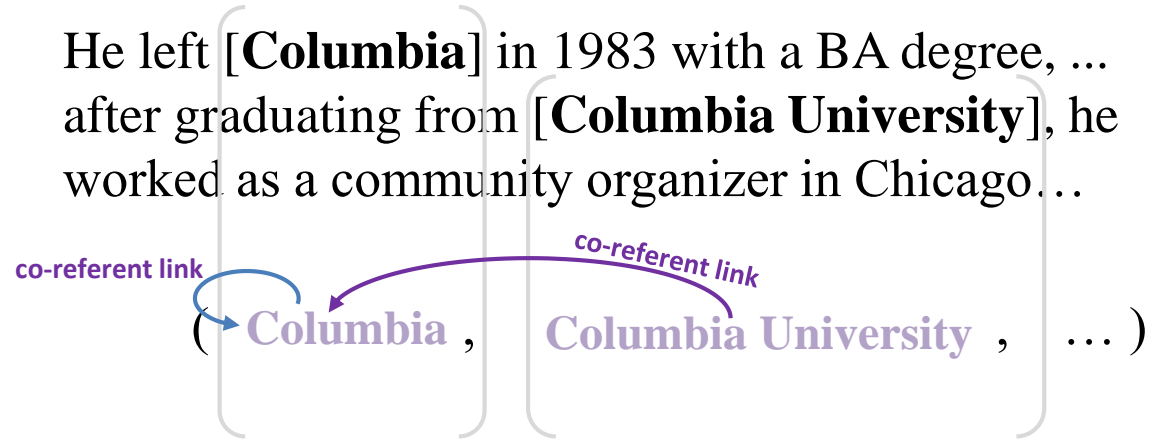 He left [Columbia] in 1983 with a BA degree, ...
after graduating from [Columbia University], he
worked as a community organizer in Chicago…
co-referent link
co-referent link
( Columbia , Columbia University , … )